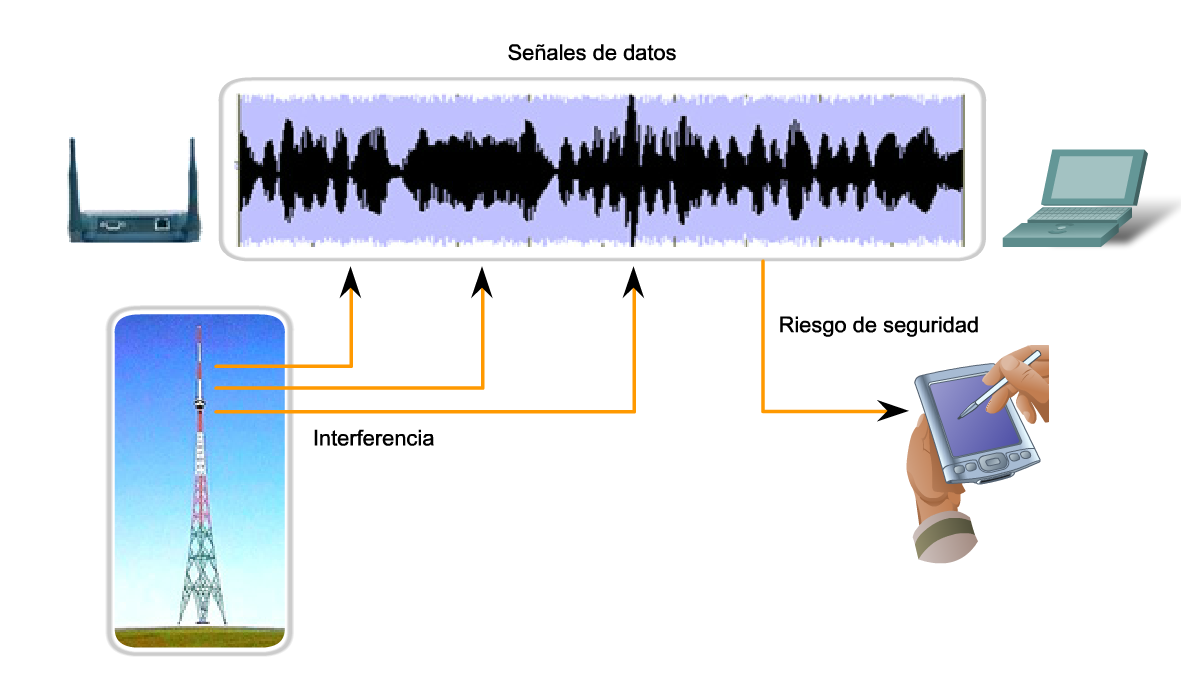 Señales de datos
Riesgo de seguridad
Interferencia